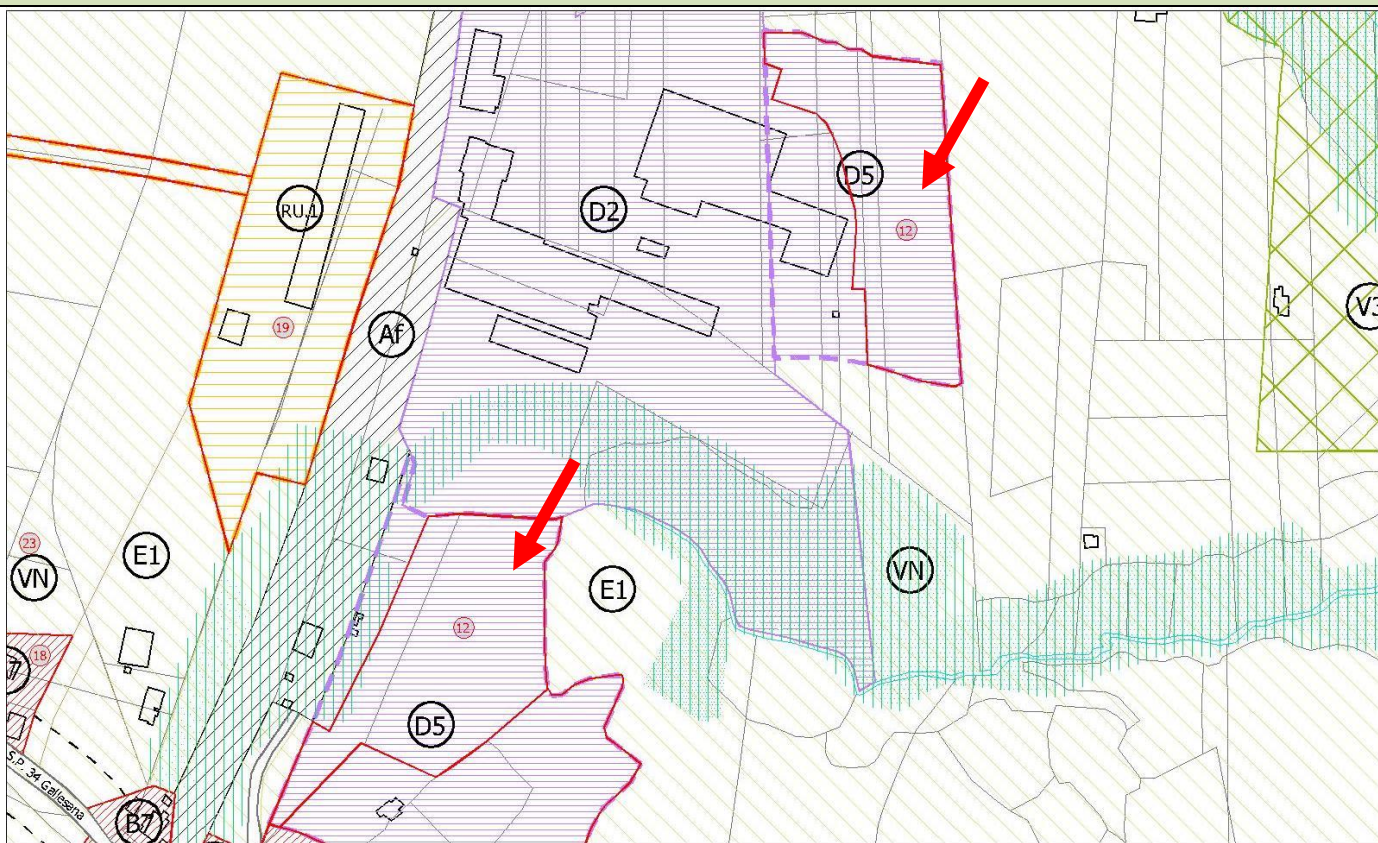 D5
RU.1
D2
12
V3
19
Af
23
E1
VN
VN
E1
12
18
D5
S.P. 34 Gallesana
B7